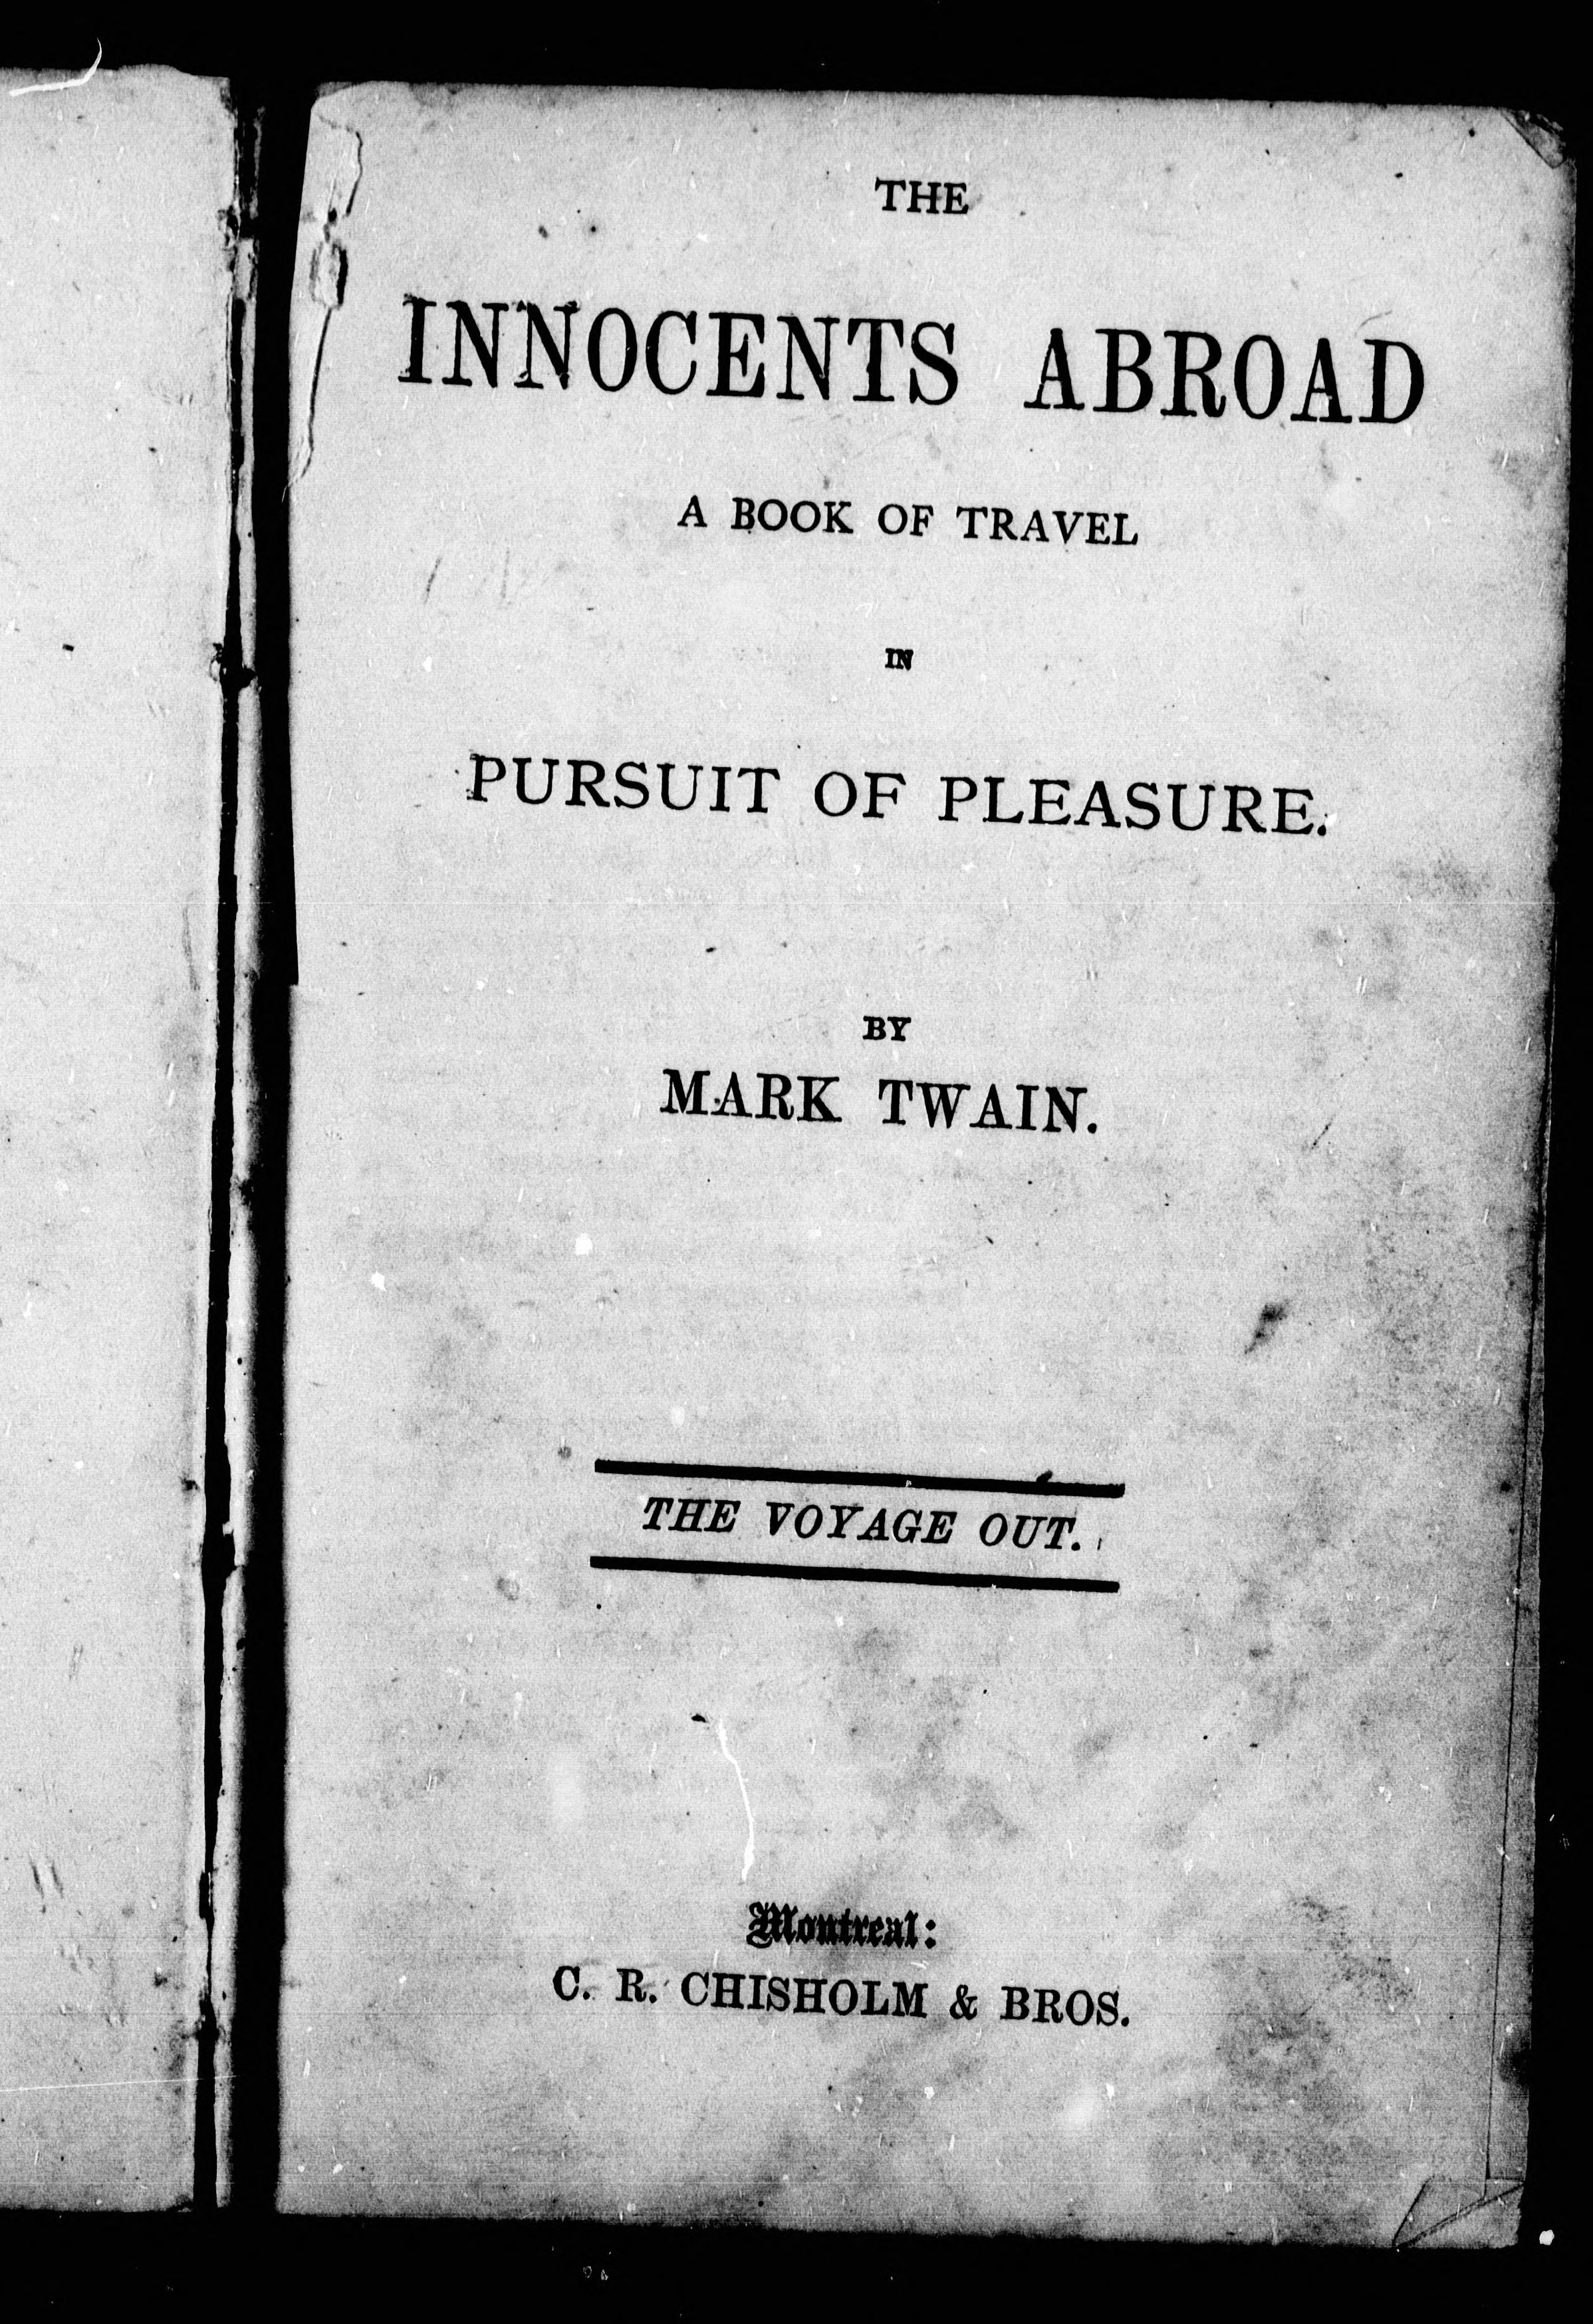 THE
INNOCENTS ABROAD
A BOOK OF TRAVEL
IN
PURSUIT OF PLEASURE.
BY
MARK TWAIN.
THE VOYAGE OUT.
Montreal:
C. R. CHISHOLM & BROS.